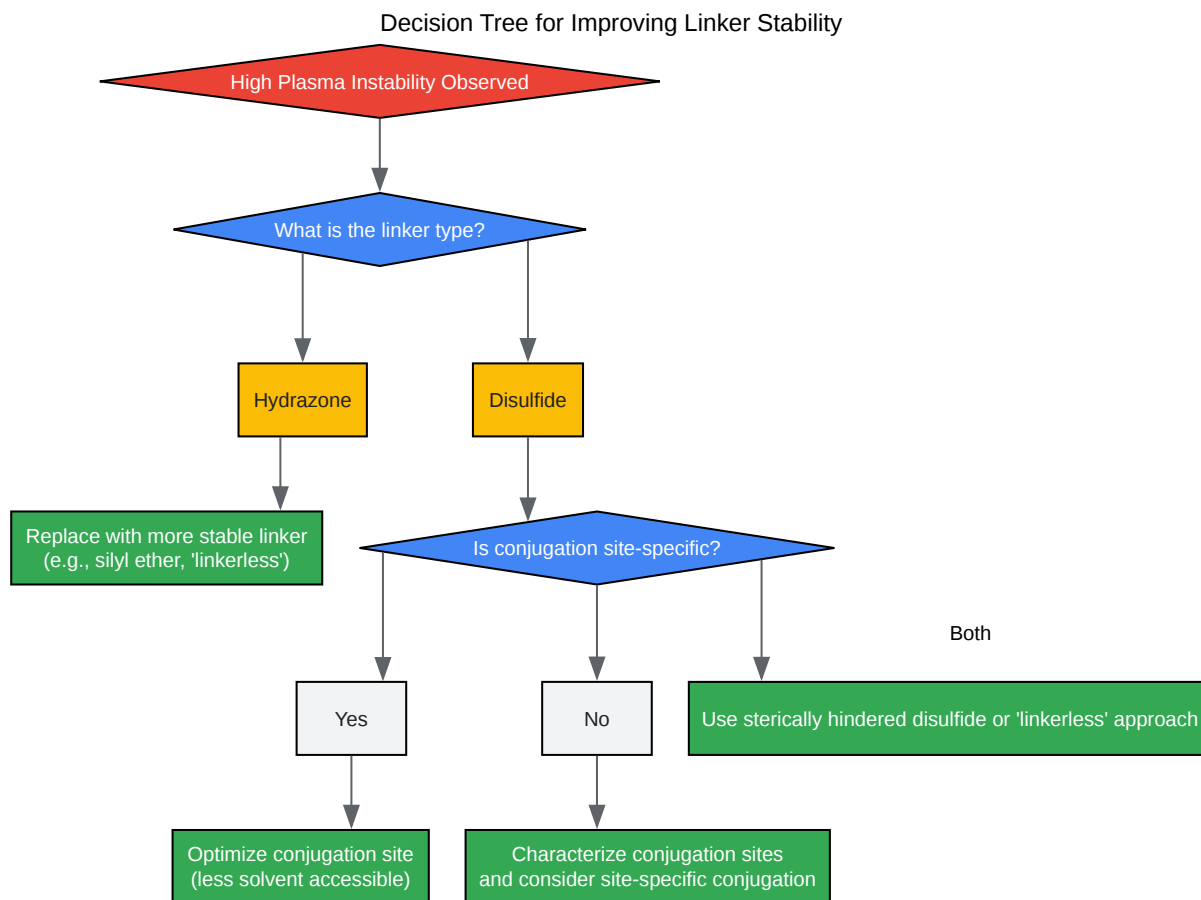 Decision Tree for Improving Linker Stability
High Plasma Instability Observed
What is the linker type?
Hydrazone
Disulfide
Replace with more stable linker
(e.g., silyl ether, 'linkerless')
Is conjugation site-specific?
Both
Yes
No
Use sterically hindered disulfide or 'linkerless' approach
Optimize conjugation site
(less solvent accessible)
Characterize conjugation sites
and consider site-specific conjugation